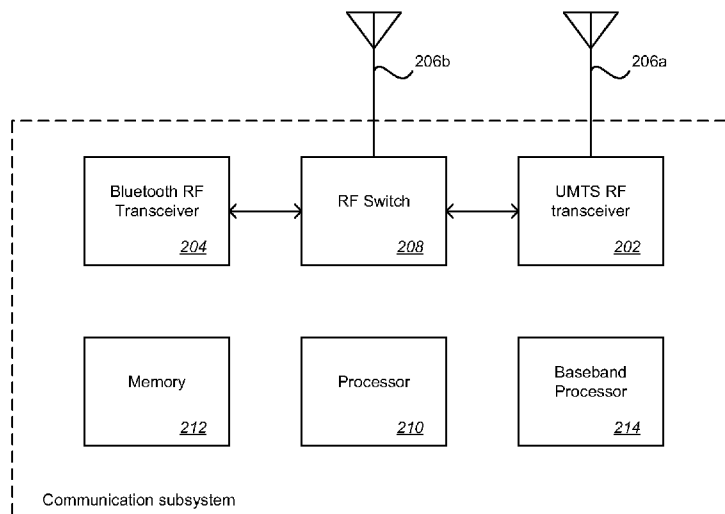 206b
206a
Bluetooth RF
Transceiver
204
RF Switch
208
UMTS RF
transceiver
202
Memory
212
Processor
210
Baseband
Processor
214
Communication subsystem